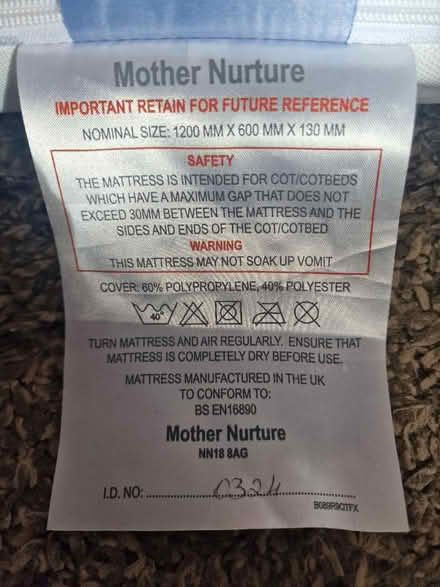 Mother Nurture
IMPORTANT RETAIN FOR FUTURE REFERENCE
NOMINAL SIZE: 1200 MM X 600 MM X 130 MM
SAFETY
THE MATTRESS IS INTENDED FOR COT/COTBEDS
WHICH HAVE A MAXIMUM GAP THAT DOES NOT
EXCEED 30MM BETWEEN THE MATTRESS AND THE
SIDES AND ENDS OF THE COT/COTBED
WARNING
THIS MATTRESS MAY NOT SOAK UP VOMIT
COVER: 60% POLYPROPYLENE, 40% POLYESTER
40°
TURN MATTRESS AND AIR REGULARLY. ENSURE THAT
MATTRESS IS COMPLETELY DRY BEFORE USE.
MATTRESS MANUFACTURED IN THE UK
TO CONFORM TO:
BS EN16890
Mother Nurture
NN18 8AG
I.D. NO: 0324